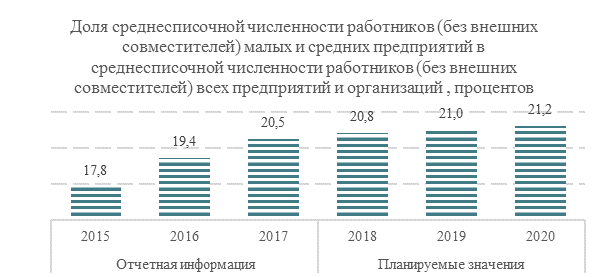 Доля среднесписочной численности работников (без внешних
совместителей) малых и средних предприятий в
среднесписочной численности работников (без внешних
совместителей) всех предприятий и организаций , процентов
17,8
19,4
20,5
20,8
21,0
21,2
2015 2016 2017 2018 2019 2020
Отчетная информация Планируемые значения